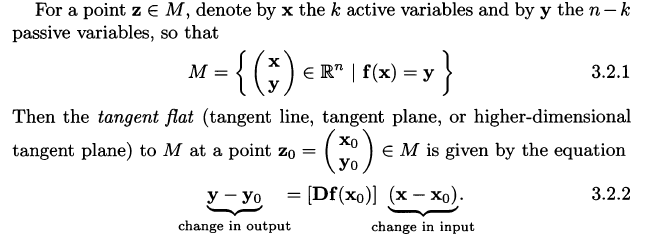 For a point z ∈ M, denote by x the k active variables and by y the n − k
passive variables, so that
M = { ( x y ) ∈ ℝⁿ | f(x) = y } 3.2.1
Then the tangent flat (tangent line, tangent plane, or higher-dimensional
tangent plane) to M at a point z₀ = ( x₀ y₀ ) ∈ M is given by the equation
y − y₀ = [Df(x₀)] (x − x₀). 3.2.2
change in output change in input